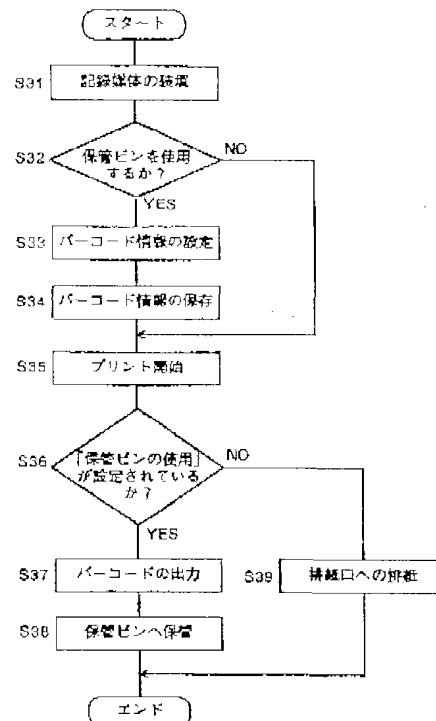 スタート
S31
記録媒体の装填
S32
保管ビンを使用
するか?
NO
YES
S33
バーコード情報の設定
S34
バーコード情報の保存
S35
プリント開始
S36
「保管ビンの使用」
が設定されている
か?
NO
YES
S37
バーコードの出力
S39
排紙口への排紙
S38
保管ビンへ保管
エンド